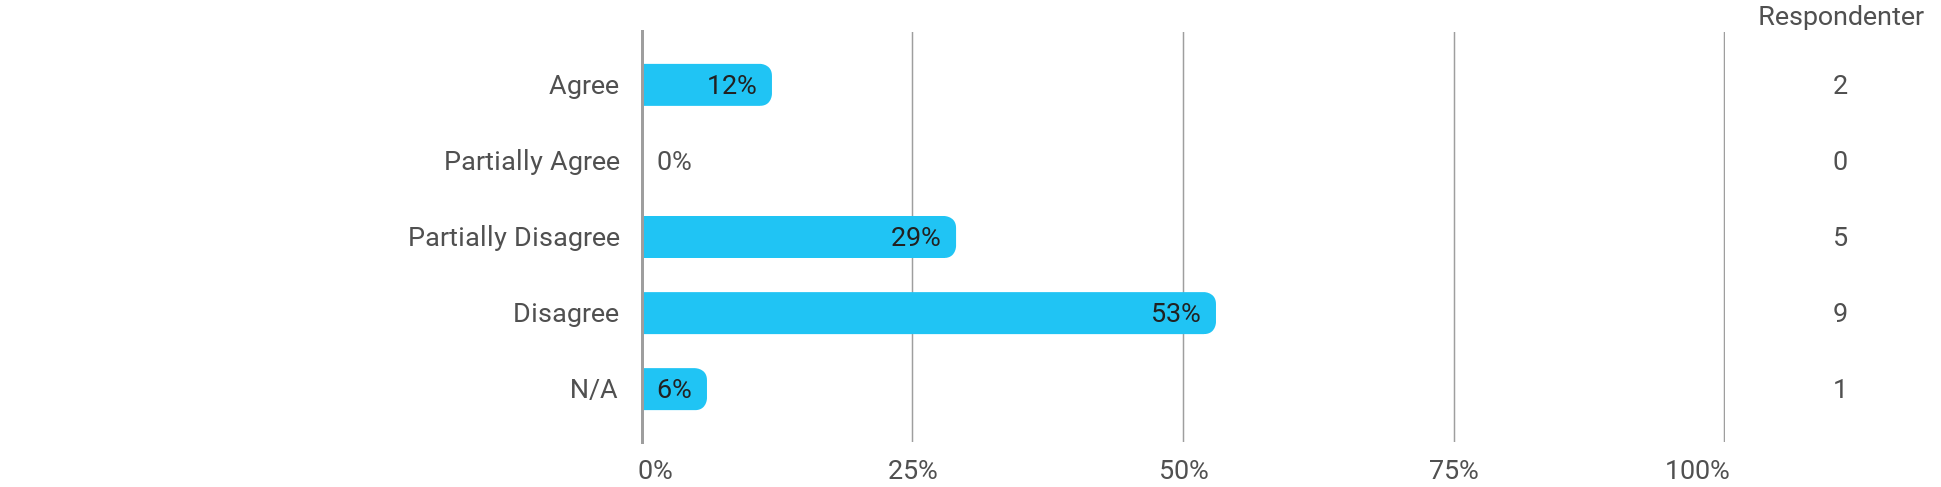 Respondenter
Agree 12% 2
Partially Agree 0% 0
Partially Disagree 29% 5
Disagree 53% 9
N/A 6% 1
0% 25% 50% 75% 100%